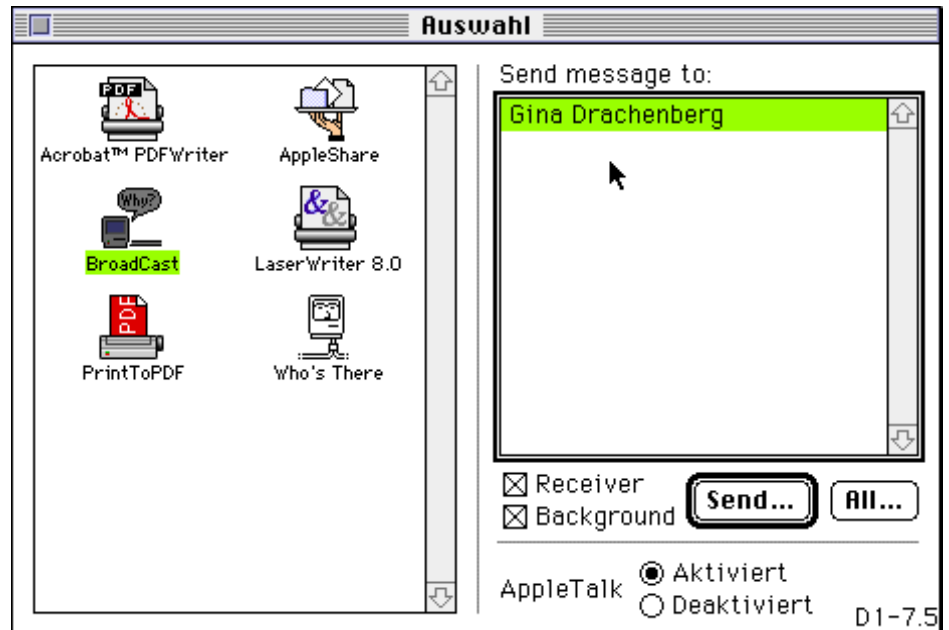 Auswahl
PDF
Acrobat™ PDFWriter
AppleShare
Why?
BroadCast
&&
LaserWriter 8.0
PDF
PrintToPDF
Who's There
Send message to:
Gina Drachenberg
Receiver
Background
Send...
All...
AppleTalk
Aktiviert
Deaktiviert
D1-7.5